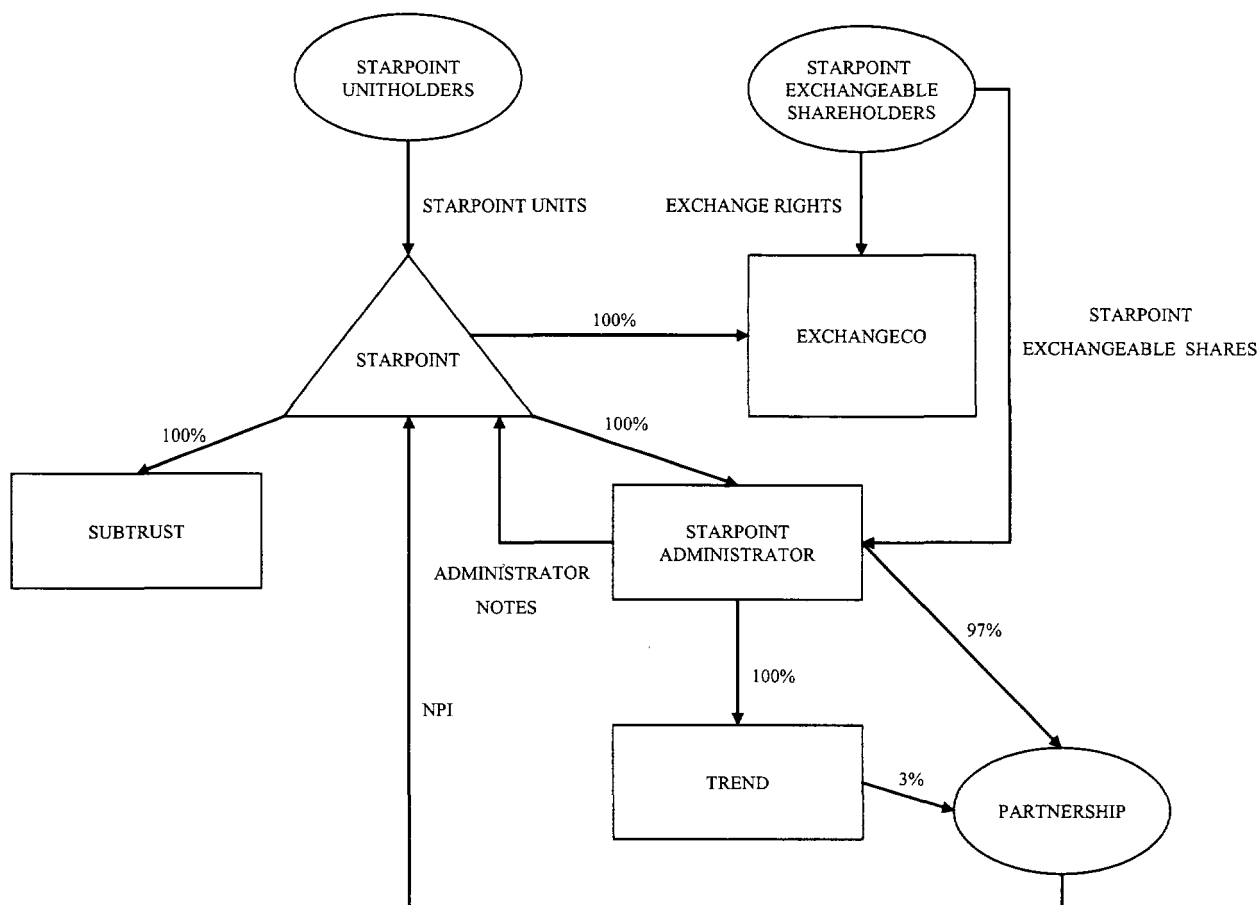 STARPOINT
UNITHOLDERS
STARPOINT
EXCHANGEABLE
SHAREHOLDERS
STARPOINT UNITS
EXCHANGE RIGHTS
100%
EXCHANGECO
STARPOINT
EXCHANGEABLE SHARES
STARPOINT
100%
100%
SUBTRUST
STARPOINT
ADMINISTRATOR
ADMINISTRATOR
NOTES
97%
100%
NPI
TREND
3%
PARTNERSHIP